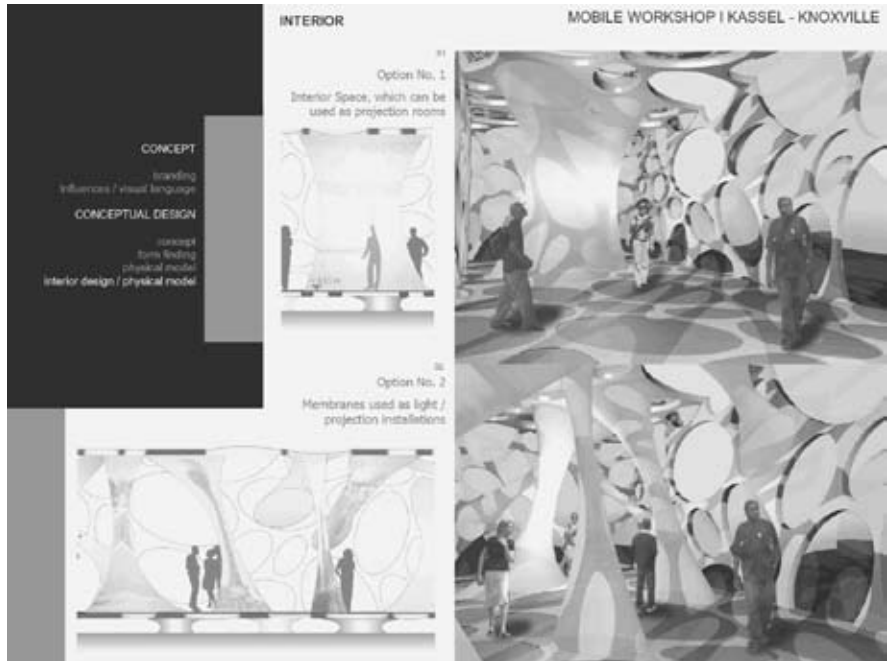 INTERIOR
MOBILE WORKSHOP I KASSEL - KNOXVILLE
Option No. 1
Interior Space, which can be
used as projection rooms
CONCEPT
branding
Influences / visual language
CONCEPTUAL DESIGN
concept
form finding
physical model
interior design / physical model
Option No. 2
Membranes used as light /
projection installations